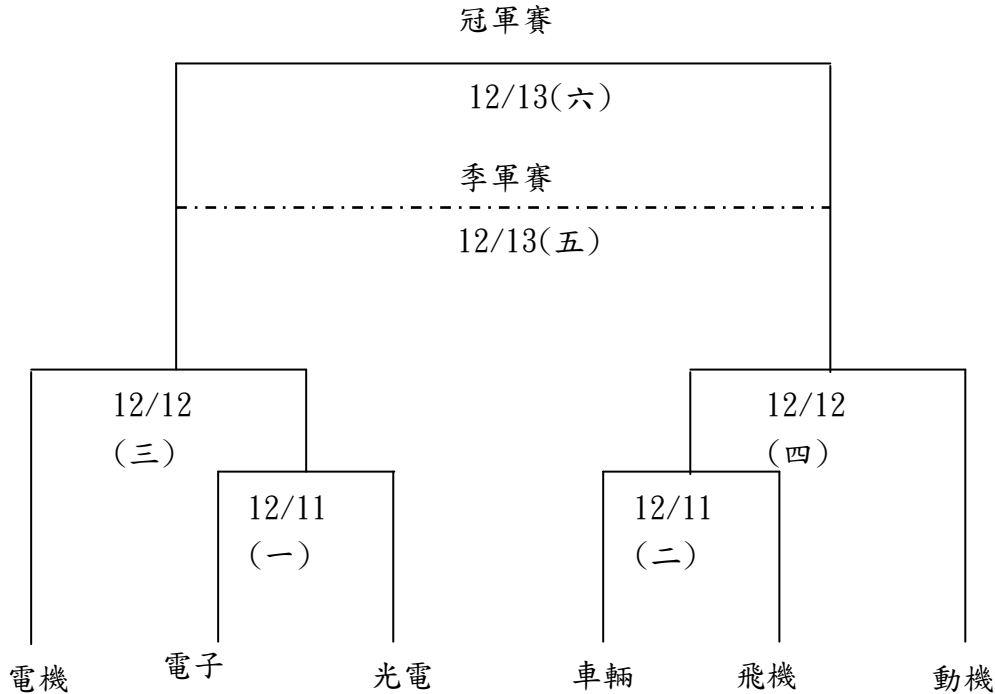 冠軍賽
12/13(六)
季軍賽
12/13(五)
12/12
(三)
12/12
(四)
12/11
(一)
12/11
(二)
電機
電子
光電
車輛
飛機
動機